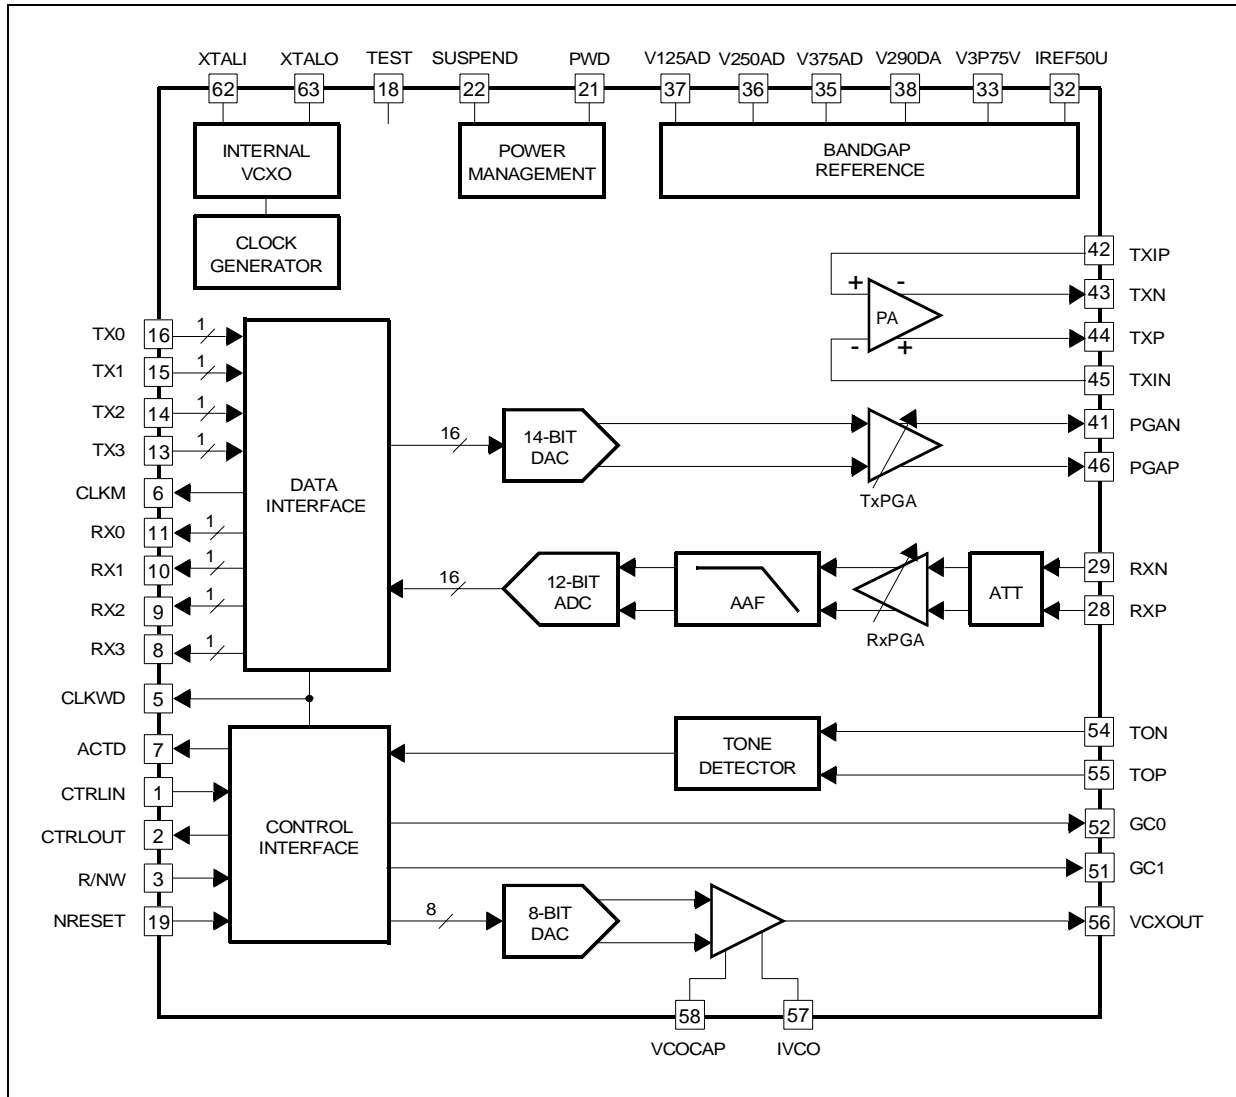 XTALI XTALO TEST SUSPEND PWD V125AD V250AD V375AD V290DA V3P75V IREF50U
62 63 18 22 21 37 36 35 38 33 32
INTERNAL
VCXO
POWER
MANAGEMENT
BANDGAP
REFERENCE
CLOCK
GENERATOR
42 TXIP
+ -
43 TXN
PA
44 TXP
- +
45 TXIN
TX0 16 1
TX1 15 1
TX2 14 1
TX3 13 1
CLKM 6
RX0 11 1
RX1 10 1
RX2 9 1
RX3 8 1
DATA
INTERFACE
16
14-BIT
DAC
TxPGA
41 PGAN
46 PGAP
16
12-BIT
ADC
AAF
RxPGA
ATT
29 RXN
28 RXP
CLKWD 5
ACTD 7
CTRLIN 1
CTRLOUT 2
R/NW 3
NRESET 19
CONTROL
INTERFACE
TONE
DETECTOR
54 TON
55 TOP
52 GC0
51 GC1
8
8-BIT
DAC
56 VCXOUT
58 57
VCOCAP IVCO